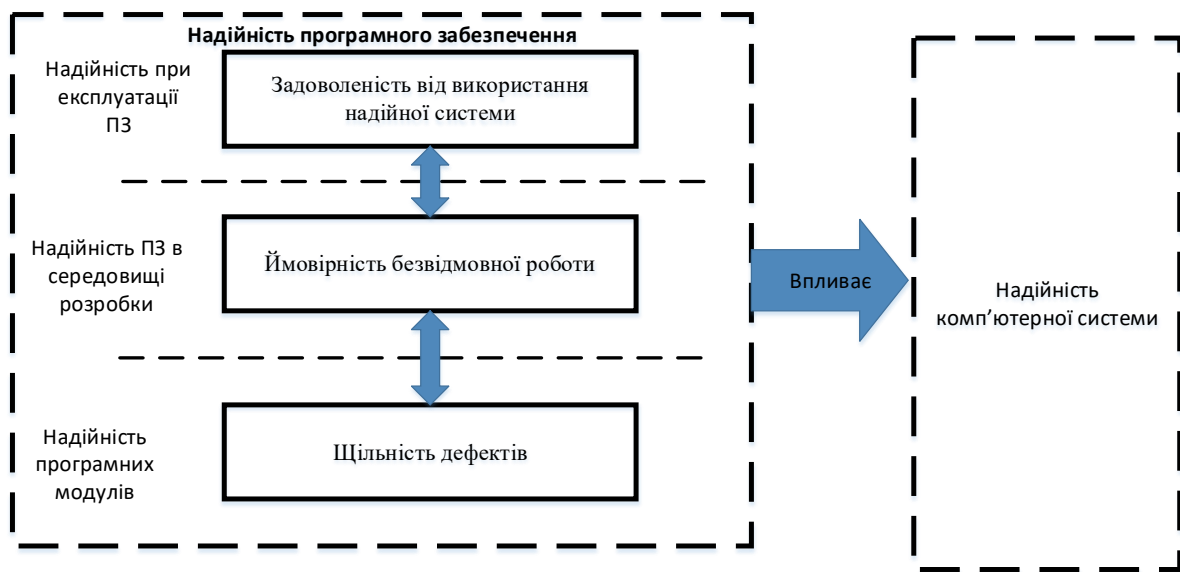 Надійність програмного забезпечення
Надійність при
експлуатації
ПЗ
Задоволеність від використання
надійної системи
Надійність ПЗ в
середовищі
розробки
Ймовірність безвідмовної роботи
Надійність
програмних
модулів
Щільність дефектів
Впливає
Надійність
комп’ютерної системи